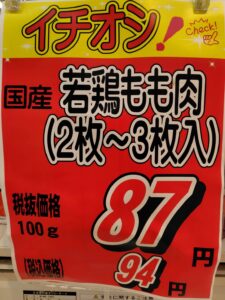 イチオシ!
Check!
国産 若鶏もも肉
(2枚〜3枚入)
税抜価格
100g
87円
(税込価格)
94円